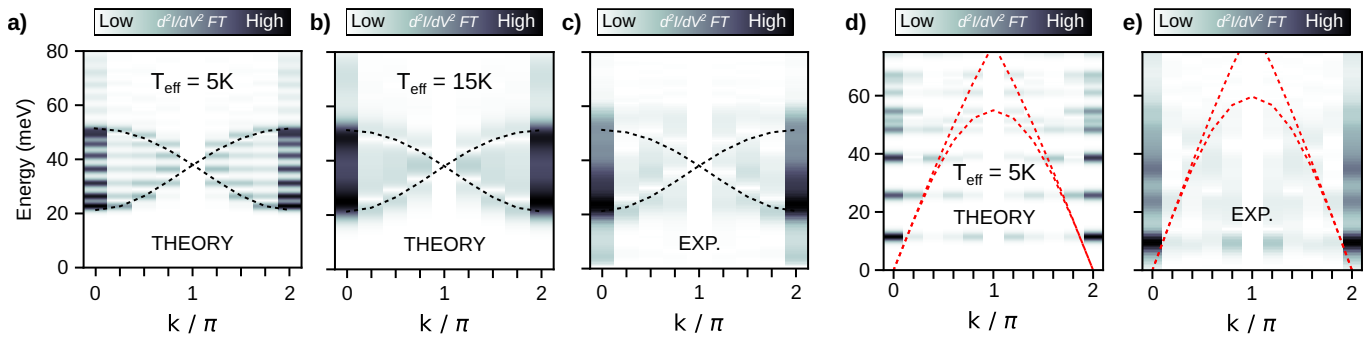 a)
Low d²I/dV² FT High
b)
Low d²I/dV² FT High
c)
Low d²I/dV² FT High
d)
Low d²I/dV² FT High
e)
Low d²I/dV² FT High
Energy (meV)
80
60
40
20
0
T_eff = 5K
THEORY
0 1 2
k / π
T_eff = 15K
THEORY
0 1 2
k / π
EXP.
0 1 2
k / π
60
40
20
0
T_eff = 5K
THEORY
0 1 2
k / π
EXP.
0 1 2
k / π